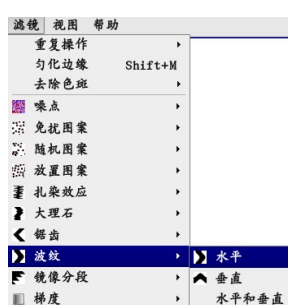 滤镜 视图 帮助
重复操作
匀化边缘 Shift+M
去除色斑
噪点
免扰图案
随机图案
放置图案
扎染效应
大理石
锯齿
波纹
水平
镜像分段
垂直
梯度
水平和垂直